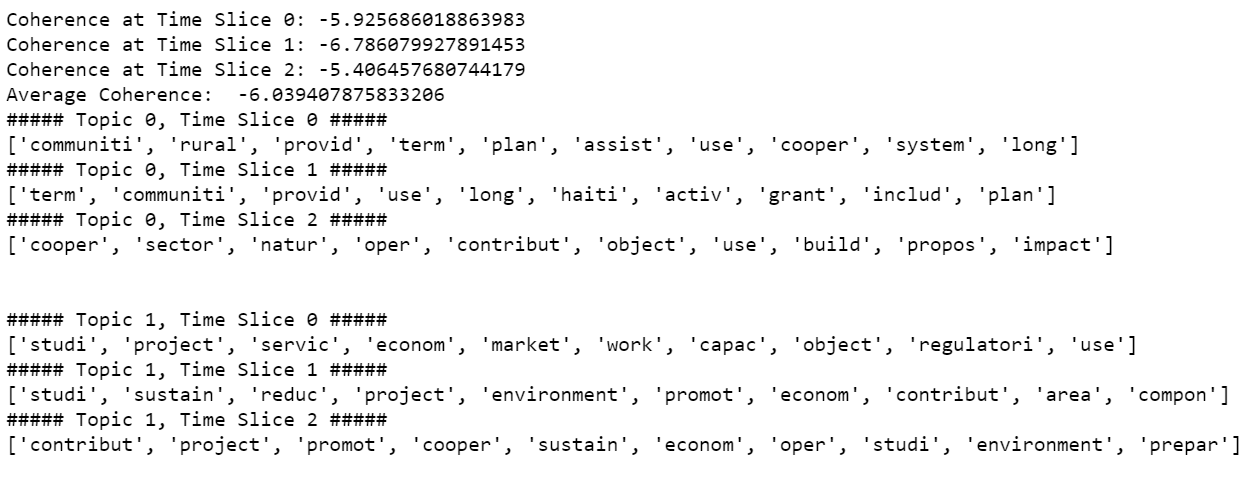 Coherence at Time Slice 0: -5.925686018863983
Coherence at Time Slice 1: -6.786079927891453
Coherence at Time Slice 2: -5.406457680744179
Average Coherence:  -6.039407875833206
##### Topic 0, Time Slice 0 #####
['communiti', 'rural', 'provid', 'term', 'plan', 'assist', 'use', 'cooper', 'system', 'long']
##### Topic 0, Time Slice 1 #####
['term', 'communiti', 'provid', 'use', 'long', 'haiti', 'activ', 'grant', 'includ', 'plan']
##### Topic 0, Time Slice 2 #####
['cooper', 'sector', 'natur', 'oper', 'contribut', 'object', 'use', 'build', 'propos', 'impact']
##### Topic 1, Time Slice 0 #####
['studi', 'project', 'servic', 'econom', 'market', 'work', 'capac', 'object', 'regulatori', 'use']
##### Topic 1, Time Slice 1 #####
['studi', 'sustain', 'reduc', 'project', 'environment', 'promot', 'econom', 'contribut', 'area', 'compon']
##### Topic 1, Time Slice 2 #####
['contribut', 'project', 'promot', 'cooper', 'sustain', 'econom', 'oper', 'studi', 'environment', 'prepar']